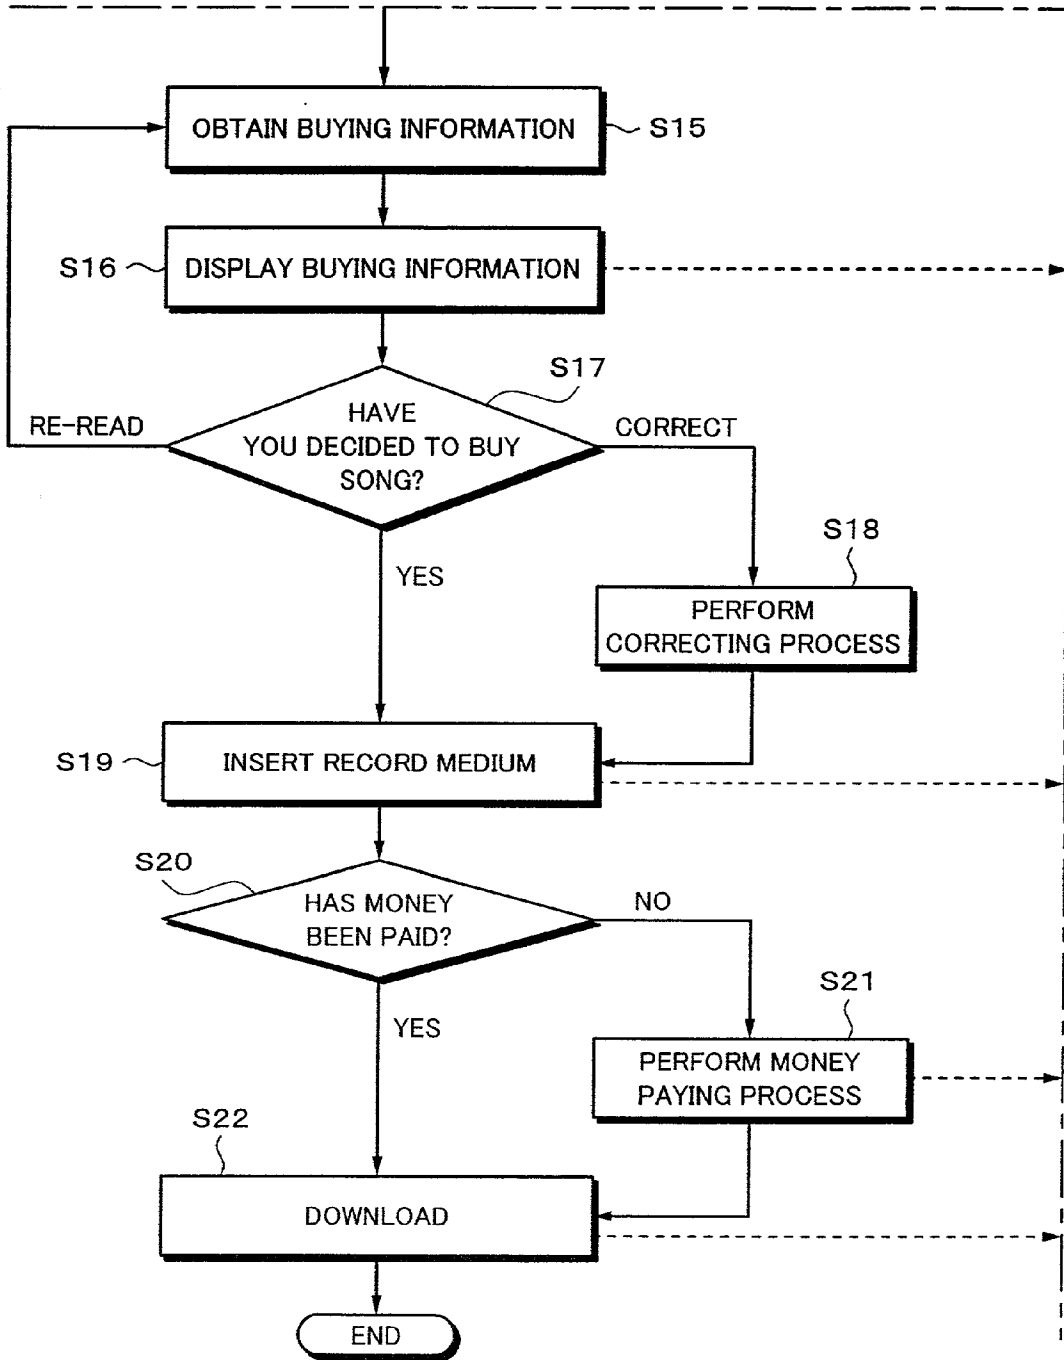 OBTAIN BUYING INFORMATION
S15
S16
DISPLAY BUYING INFORMATION
S17
RE-READ
HAVE
YOU DECIDED TO BUY
SONG?
CORRECT
YES
S18
PERFORM
CORRECTING PROCESS
S19
INSERT RECORD MEDIUM
S20
HAS MONEY
BEEN PAID?
NO
YES
S21
PERFORM MONEY
PAYING PROCESS
S22
DOWNLOAD
END